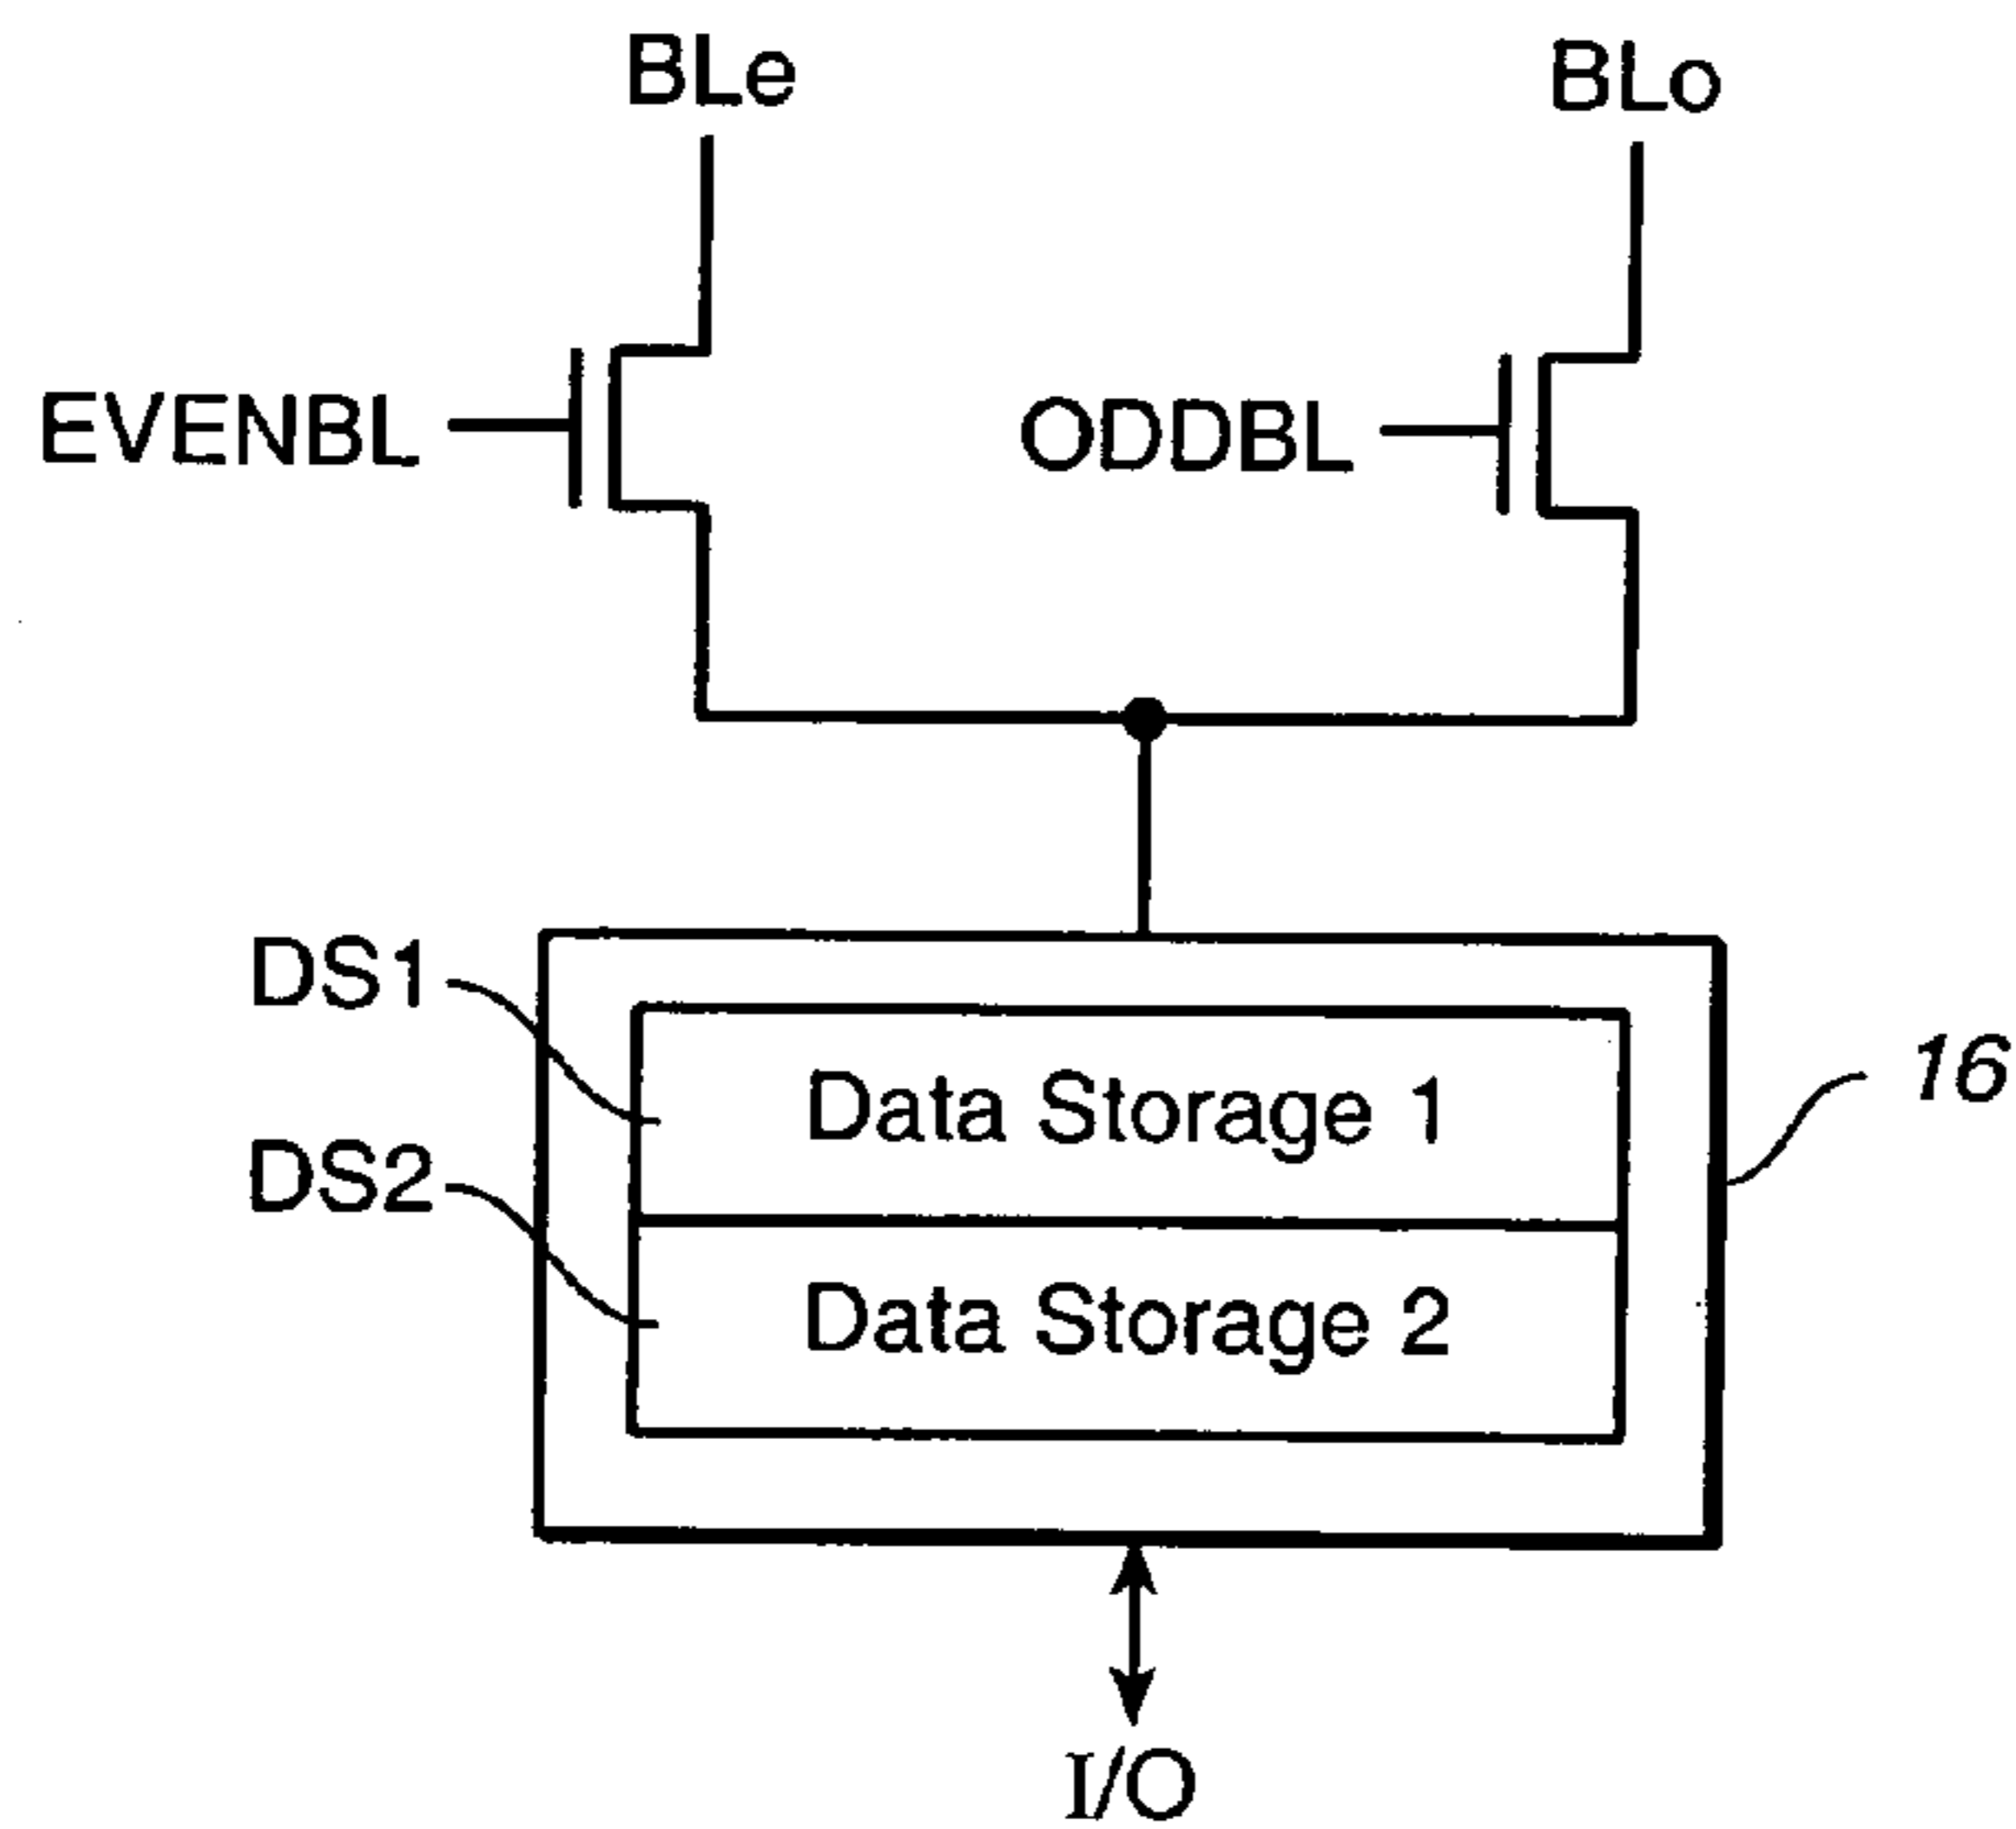 BLe
BLo
EVENBL
ODDBL
DS1
Data Storage 1
16
DS2
Data Storage 2
I/O